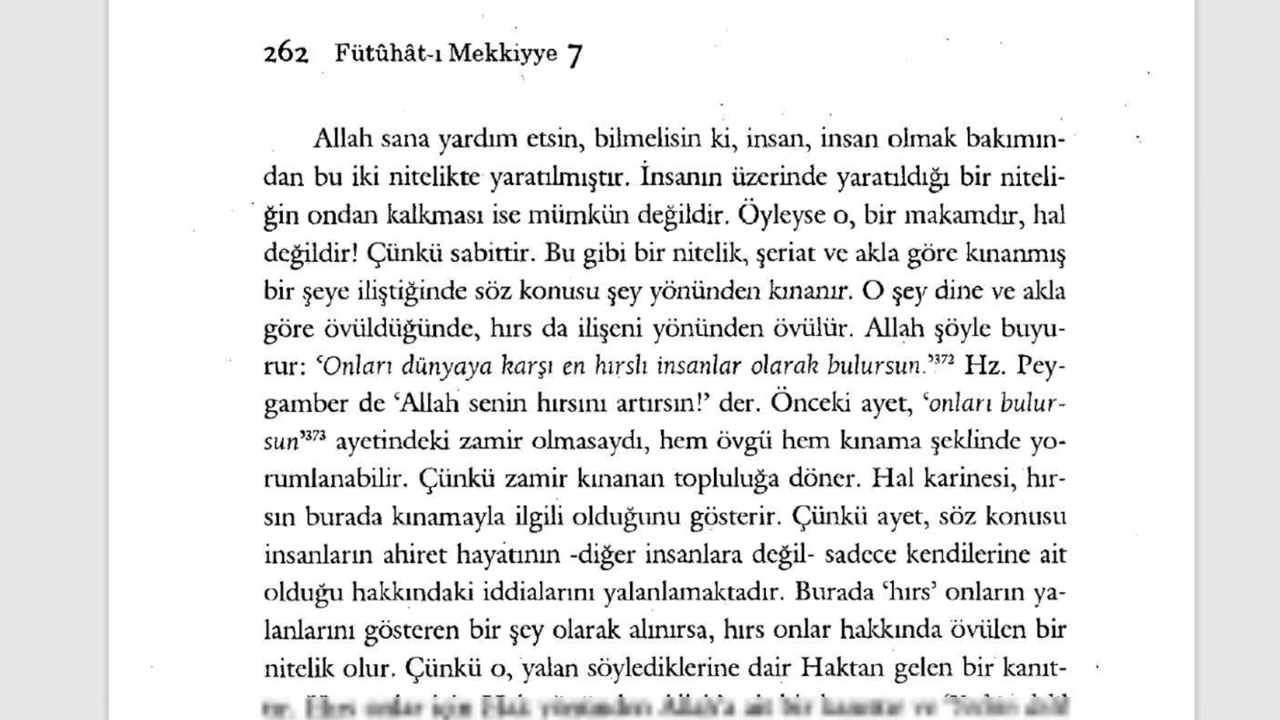 262 Fütûhât-ı Mekkiyye 7
Allah sana yardım etsin, bilmelisin ki, insan, insan olmak bakımın-
dan bu iki nitelikte yaratılmıştır. İnsanın üzerinde yaratıldığı bir niteli-
ğin ondan kalkması ise mümkün değildir. Öyleyse o, bir makamdır, hal
değildir! Çünkü sabittir. Bu gibi bir nitelik, şeriat ve akla göre kınanmış
bir şeye iliştiğinde söz konusu şey yönünden kınanır. O şey dine ve akla
göre övüldüğünde, hırs da ilişeni yönünden övülür. Allah şöyle buyu-
rur: ‘Onları dünyaya karşı en hırslı insanlar olarak bulursun.’³⁷² Hz. Pey-
gamber de ‘Allah senin hırsını artırsın!’ der. Önceki ayet, ‘onları bulur-
sun’³⁷³ ayetindeki zamir olmasaydı, hem övgü hem kınama şeklinde yo-
rumlanabilir. Çünkü zamir kınanan topluluğa döner. Hal karinesi, hır-
sın burada kınamayla ilgili olduğunu gösterir. Çünkü ayet, söz konusu
insanların ahiret hayatının -diğer insanlara değil- sadece kendilerine ait
olduğu hakkındaki iddialarını yalanlamaktadır. Burada ‘hırs’ onların ya-
lanlarını gösteren bir şey olarak alınırsa, hırs onlar hakkında övülen bir
nitelik olur. Çünkü o, yalan söylediklerine dair Haktan gelen bir kanıt-